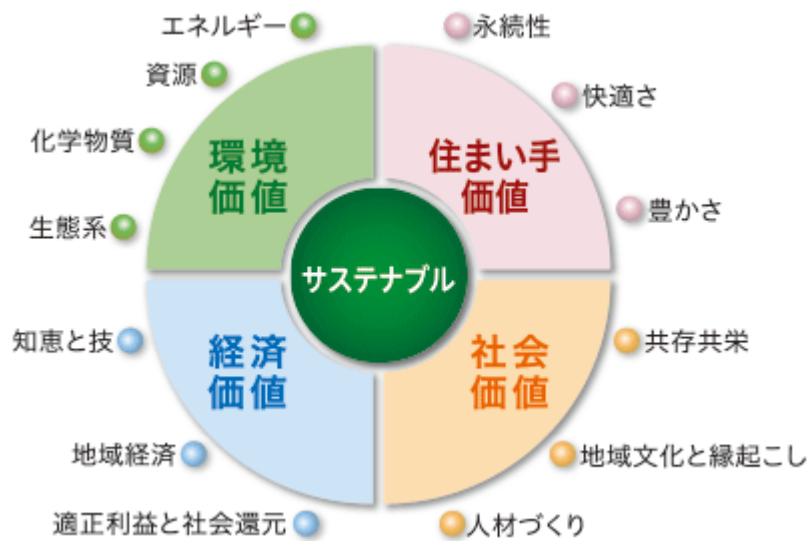 エネルギー
資源
化学物質
生態系
環境
価値
永続性
快適さ
豊かさ
住まい手
価値
サステナブル
知恵と技
地域経済
適正利益と社会還元
経済
価値
共存共栄
地域文化と縁起こし
人材づくり
社会
価値